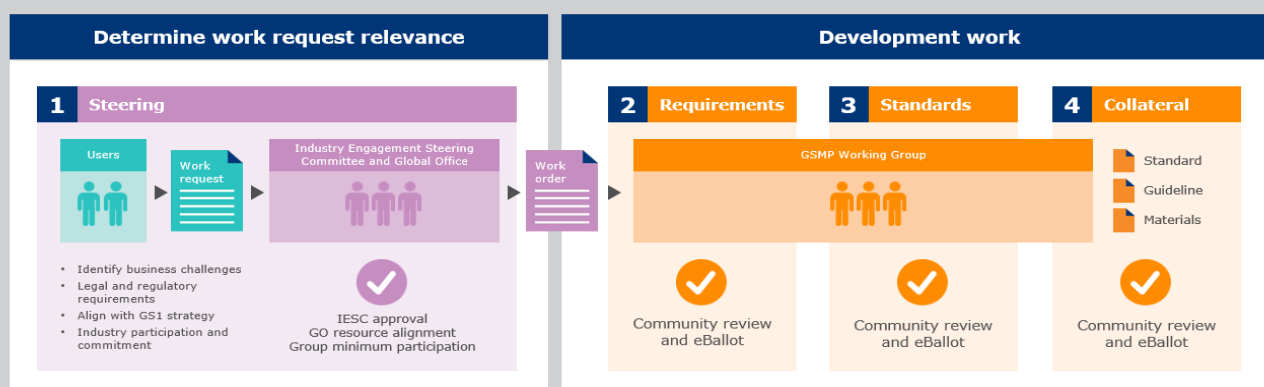 Determine work request relevance
Development work
1 Steering
Users
Work
request
Industry Engagement Steering
Committee and Global Office
Work
order
• Identify business challenges
• Legal and regulatory
requirements
• Align with GS1 strategy
• Industry participation and
commitment
IESC approval
GO resource alignment
Group minimum participation
2 Requirements
3 Standards
4 Collateral
GSMP Working Group
Standard
Guideline
Materials
Community review
and eBallot
Community review
and eBallot
Community review
and eBallot